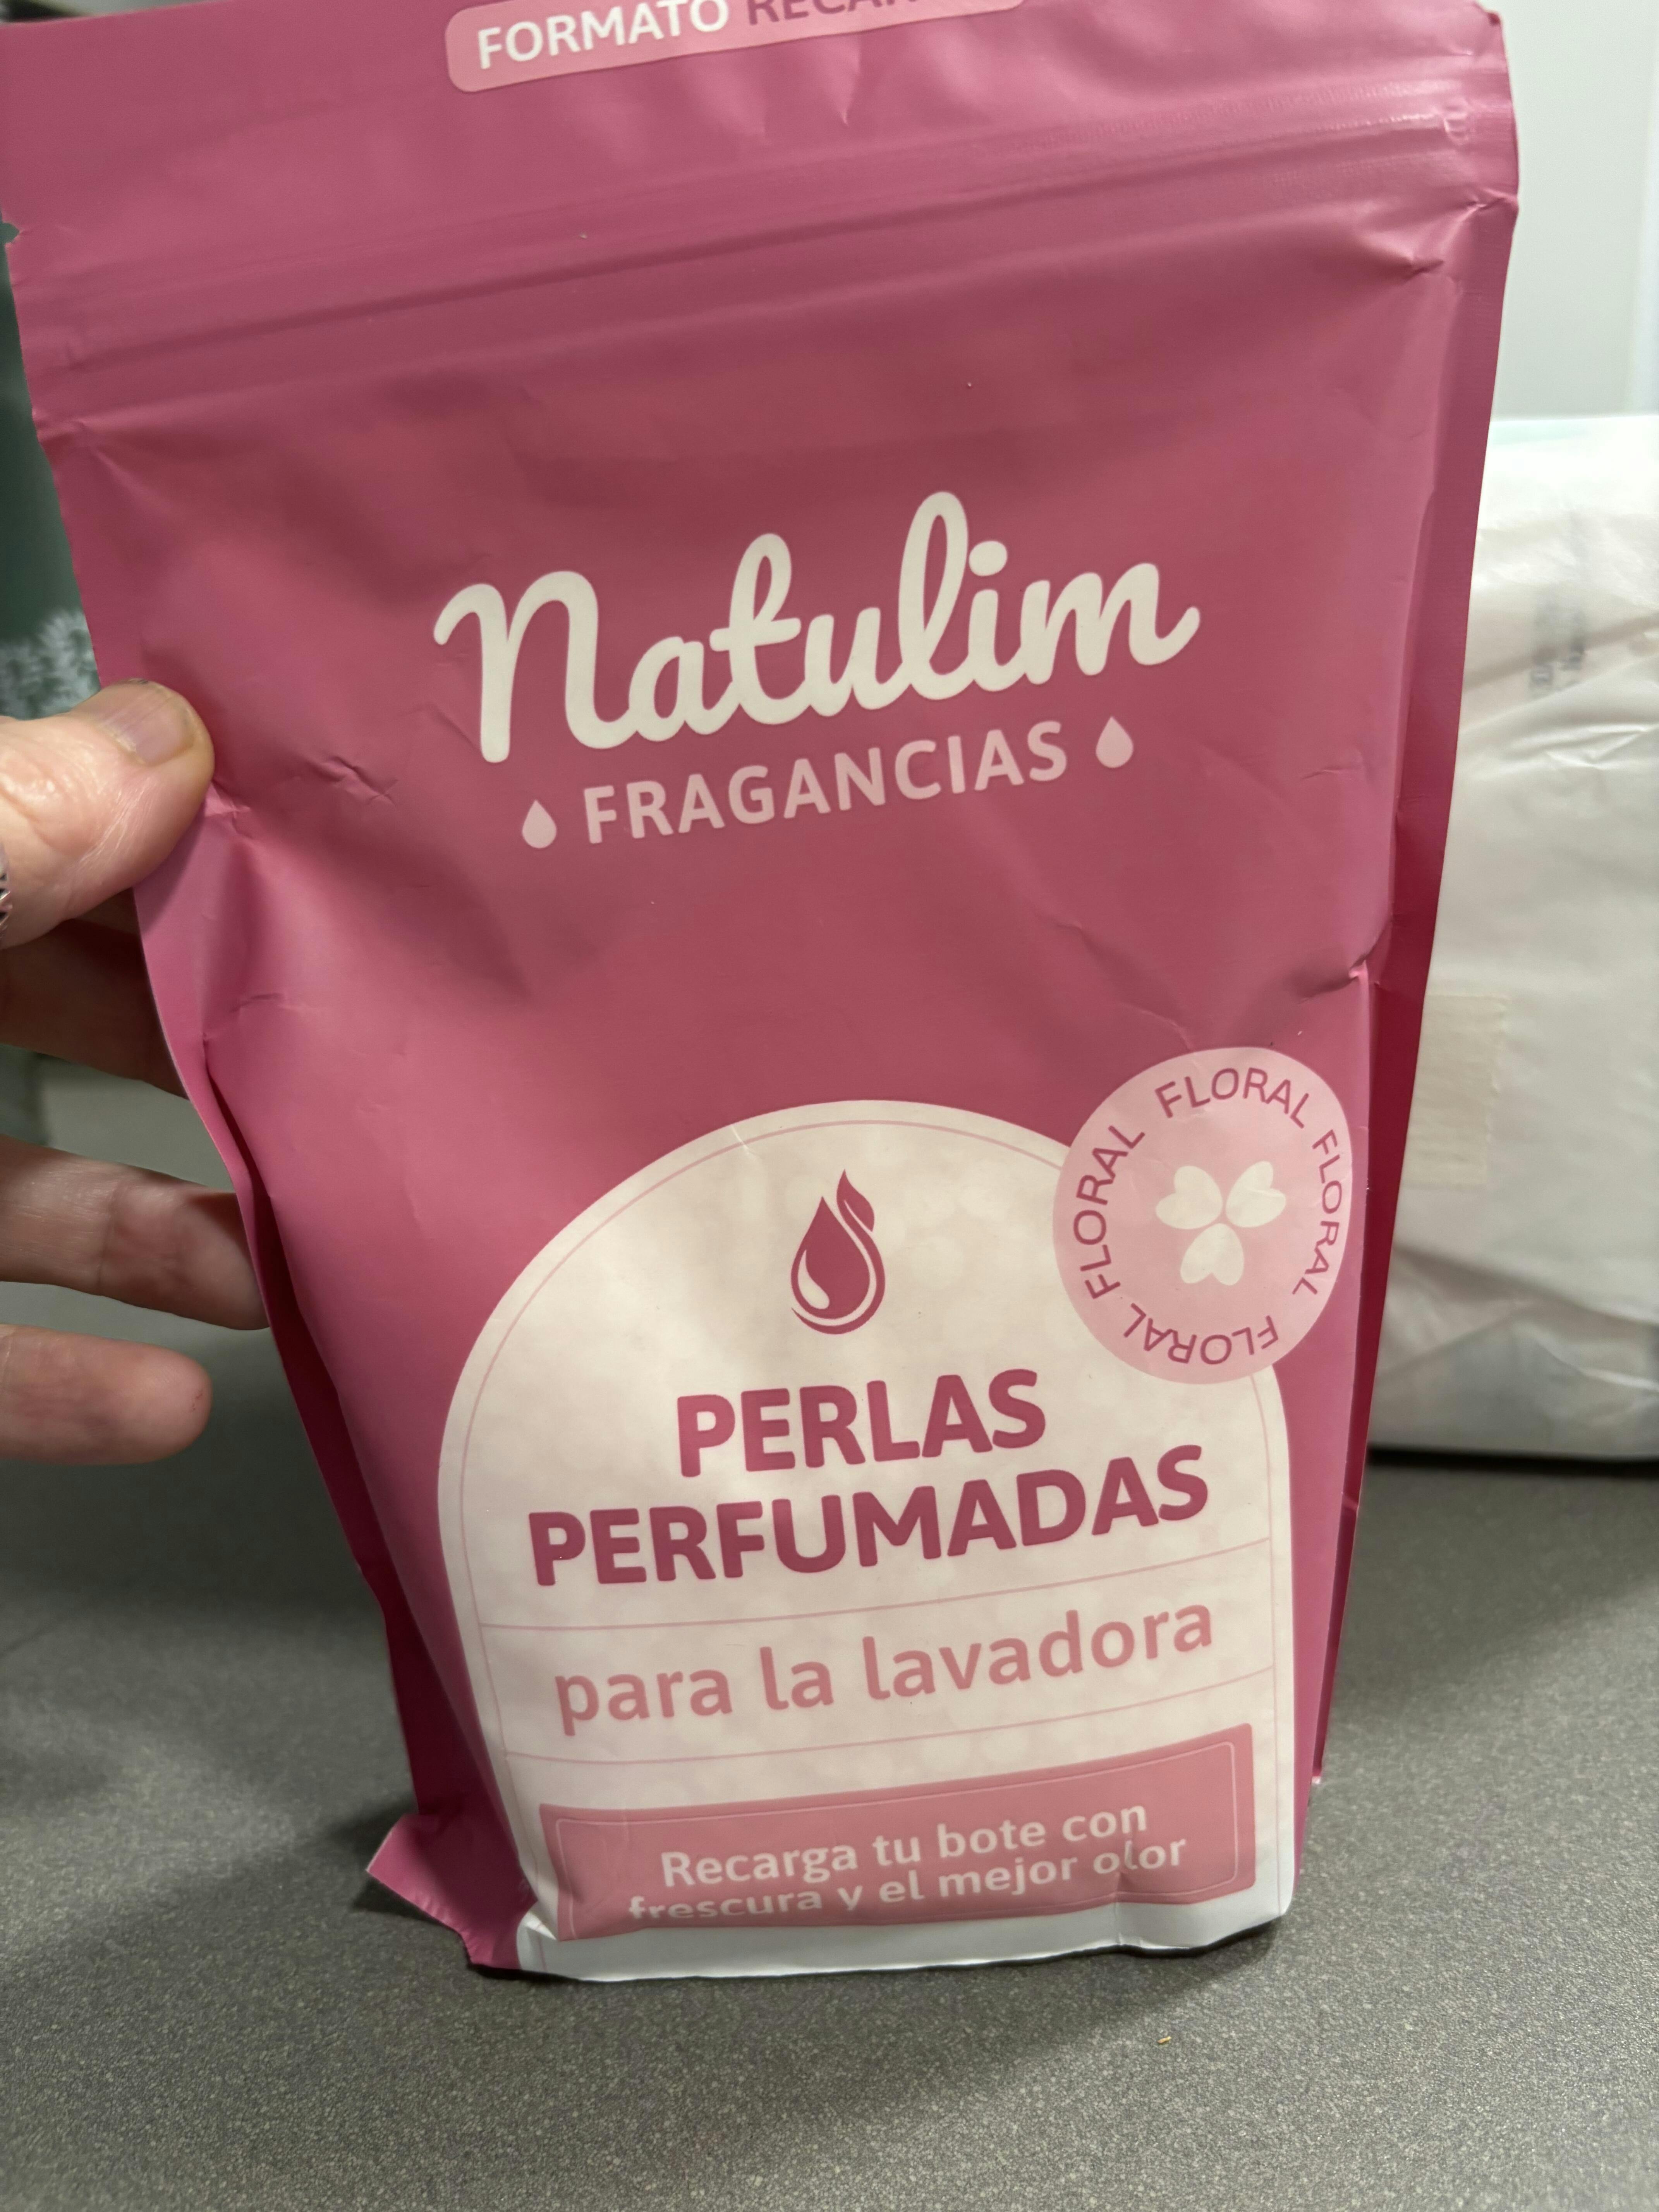 FORMATO
Natulim
FRAGANCIAS
FLORAL FLORAL FLORAL FLORAL
PERLAS
PERFUMADAS
para la lavadora
Recarga tu bote con
frescura y el mejor olor